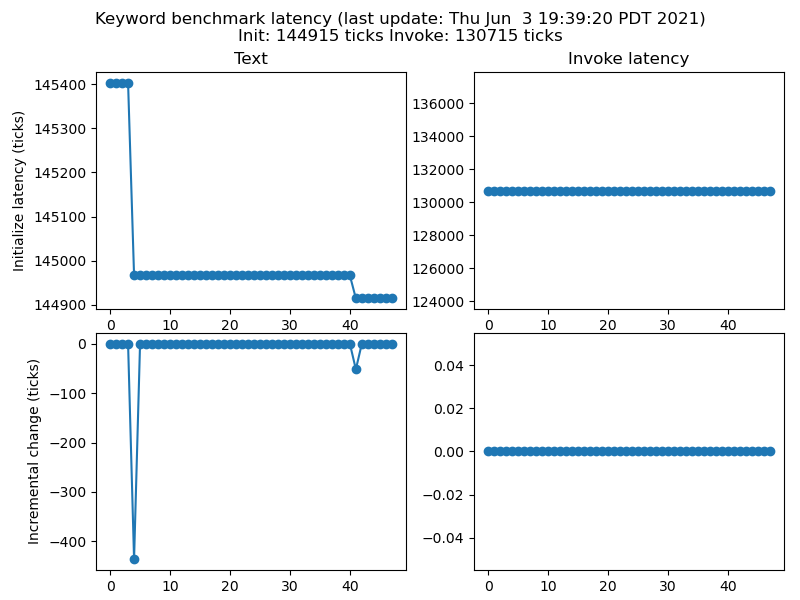 Keyword benchmark latency (last update: Thu Jun  3 19:39:20 PDT 2021)
Init: 144915 ticks Invoke: 130715 ticks
Text
Invoke latency
Initialize latency (ticks)
145400
145300
145200
145100
145000
144900
0 10 20 30 40
136000
134000
132000
130000
128000
126000
124000
0 10 20 30 40
Incremental change (ticks)
0
−100
−200
−300
−400
0 10 20 30 40
0.04
0.02
0.00
−0.02
−0.04
0 10 20 30 40